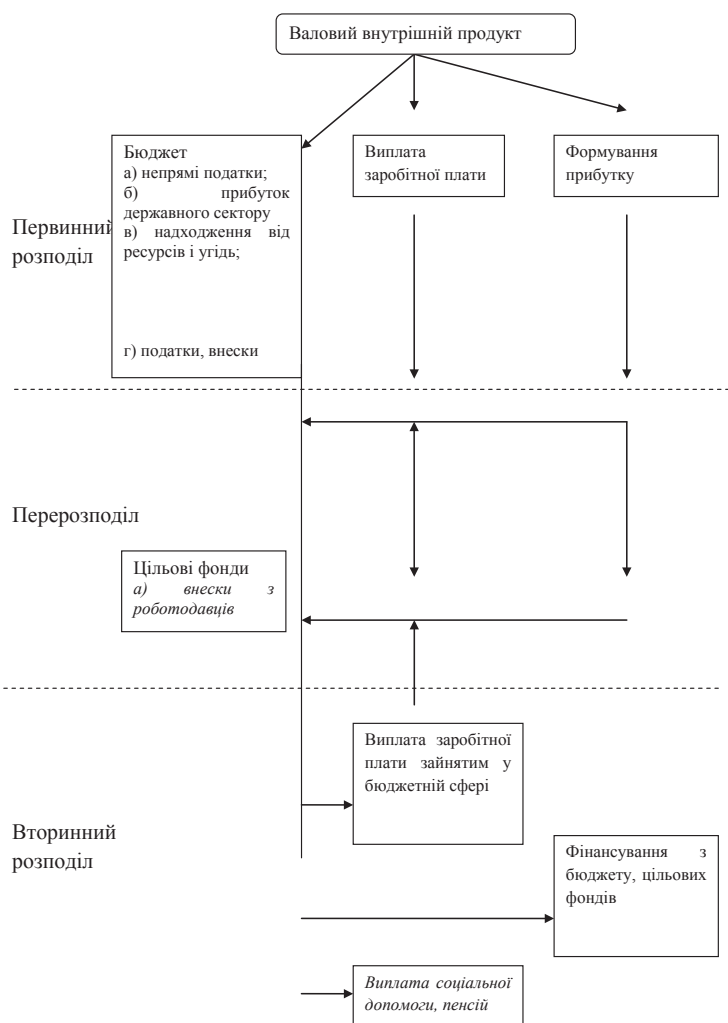 Валовий внутрішній продукт
Бюджет
а) непрямі податки;
б) прибуток
державного сектору
в) надходження від
ресурсів і угідь;
г) податки, внески
Виплата
заробітної плати
Формування
прибутку
Первинний
розподіл
Перерозподіл
Цільові фонди
а) внески з
роботодавців
Виплата заробітної
плати зайнятим у
бюджетній сфері
Вторинний
розподіл
Фінансування з
бюджету, цільових
фондів
Виплата соціальної
допомоги, пенсій